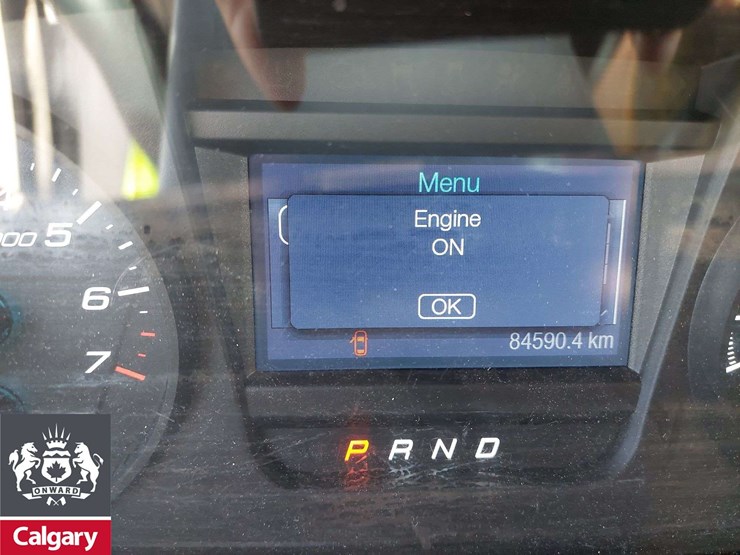 Menu
Engine
ON
OK
84590.4 km
5
6
7
P R N D
ONWARD
Calgary